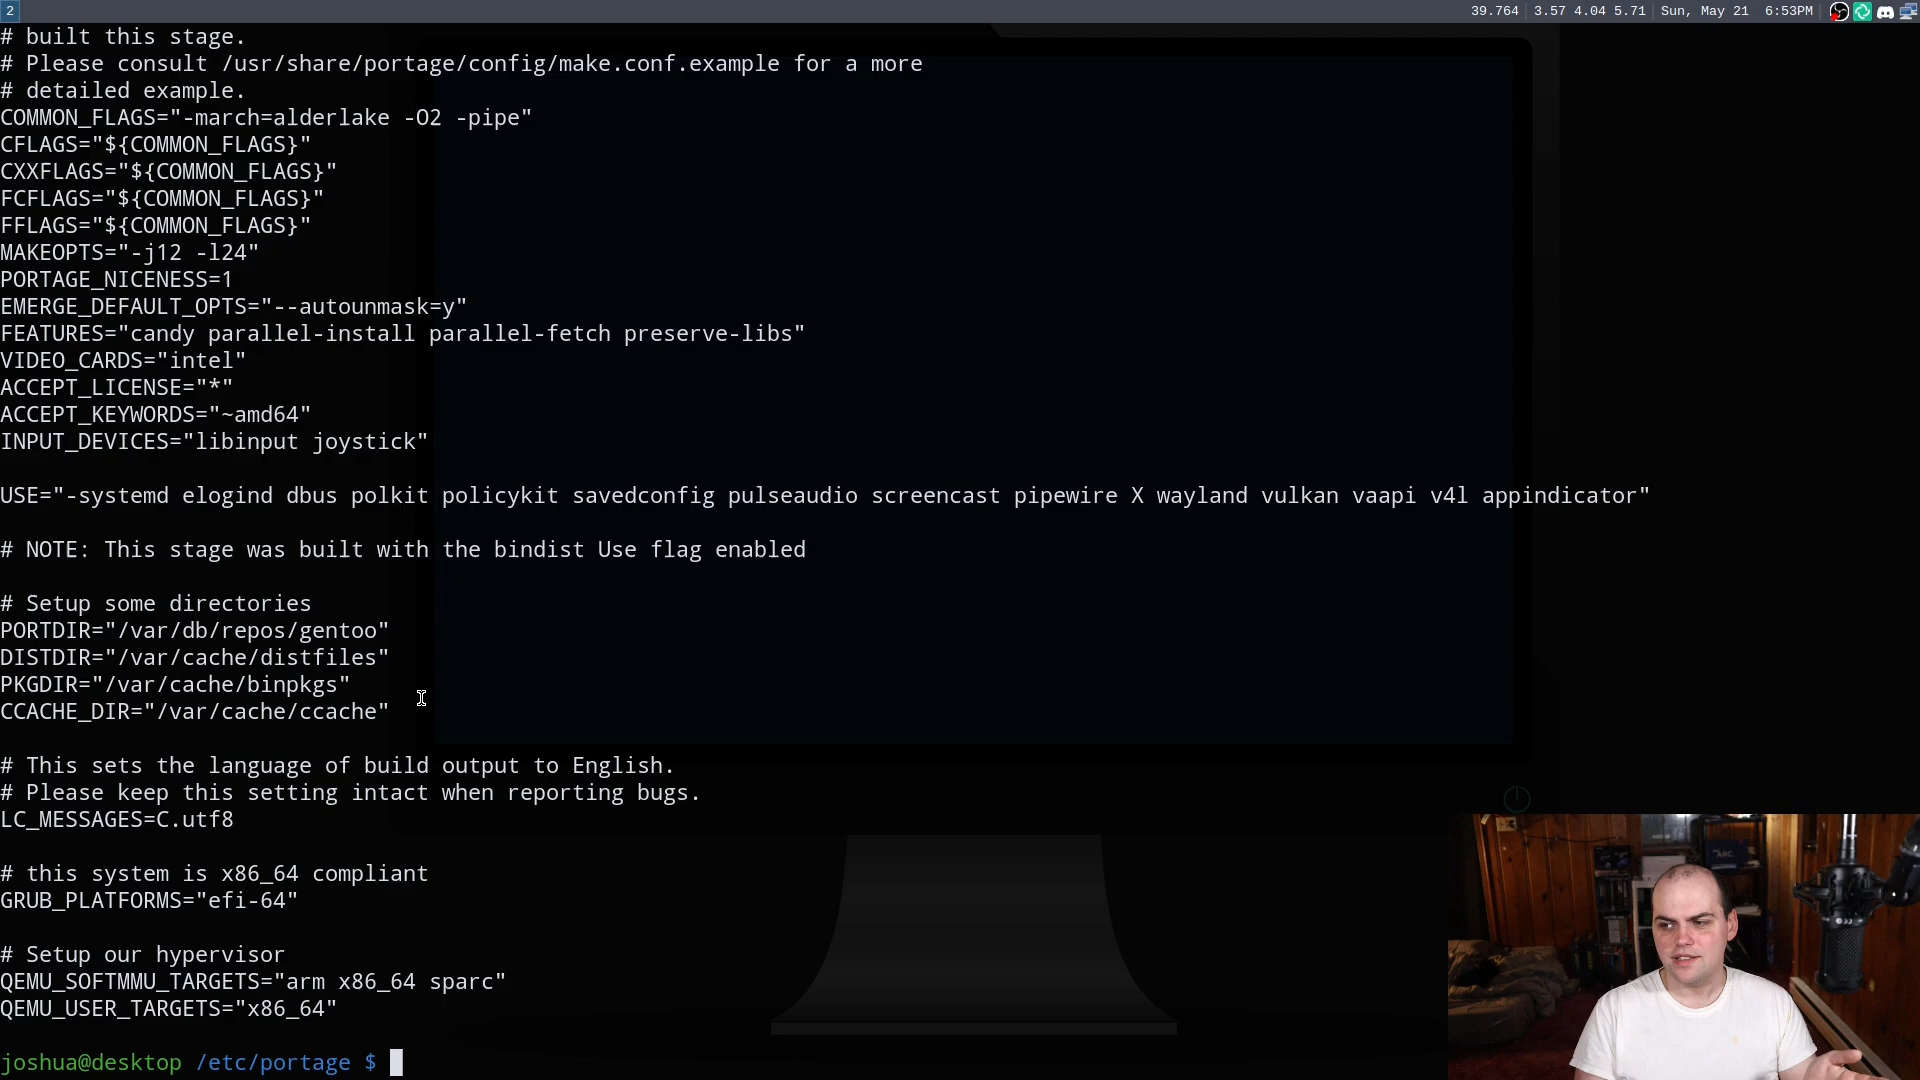 2
39.764 3.57 4.04 5.71 Sun, May 21 6:53PM
# built this stage.
# Please consult /usr/share/portage/config/make.conf.example for a more
# detailed example.
COMMON_FLAGS="-march=alderlake -O2 -pipe"
CFLAGS="${COMMON_FLAGS}"
CXXFLAGS="${COMMON_FLAGS}"
FCFLAGS="${COMMON_FLAGS}"
FFLAGS="${COMMON_FLAGS}"
MAKEOPTS="-j12 -l24"
PORTAGE_NICENESS=1
EMERGE_DEFAULT_OPTS="--autounmask=y"
FEATURES="candy parallel-install parallel-fetch preserve-libs"
VIDEO_CARDS="intel"
ACCEPT_LICENSE="*"
ACCEPT_KEYWORDS="~amd64"
INPUT_DEVICES="libinput joystick"
USE="-systemd elogind dbus polkit policykit savedconfig pulseaudio screencast pipewire X wayland vulkan vaapi v4l appindicator"
# NOTE: This stage was built with the bindist Use flag enabled
# Setup some directories
PORTDIR="/var/db/repos/gentoo"
DISTDIR="/var/cache/distfiles"
PKGDIR="/var/cache/binpkgs"
CCACHE_DIR="/var/cache/ccache"
# This sets the language of build output to English.
# Please keep this setting intact when reporting bugs.
LC_MESSAGES=C.utf8
# this system is x86_64 compliant
GRUB_PLATFORMS="efi-64"
# Setup our hypervisor
QEMU_SOFTMMU_TARGETS="arm x86_64 sparc"
QEMU_USER_TARGETS="x86_64"
joshua@desktop /etc/portage $
ARC